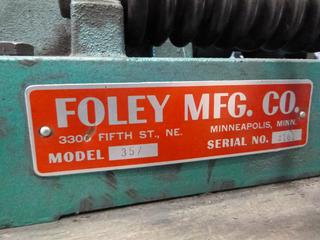 FOLEY MFG. CO.
3300 FIFTH ST., NE. MINNEAPOLIS, MINN.
MODEL 357 SERIAL NO.